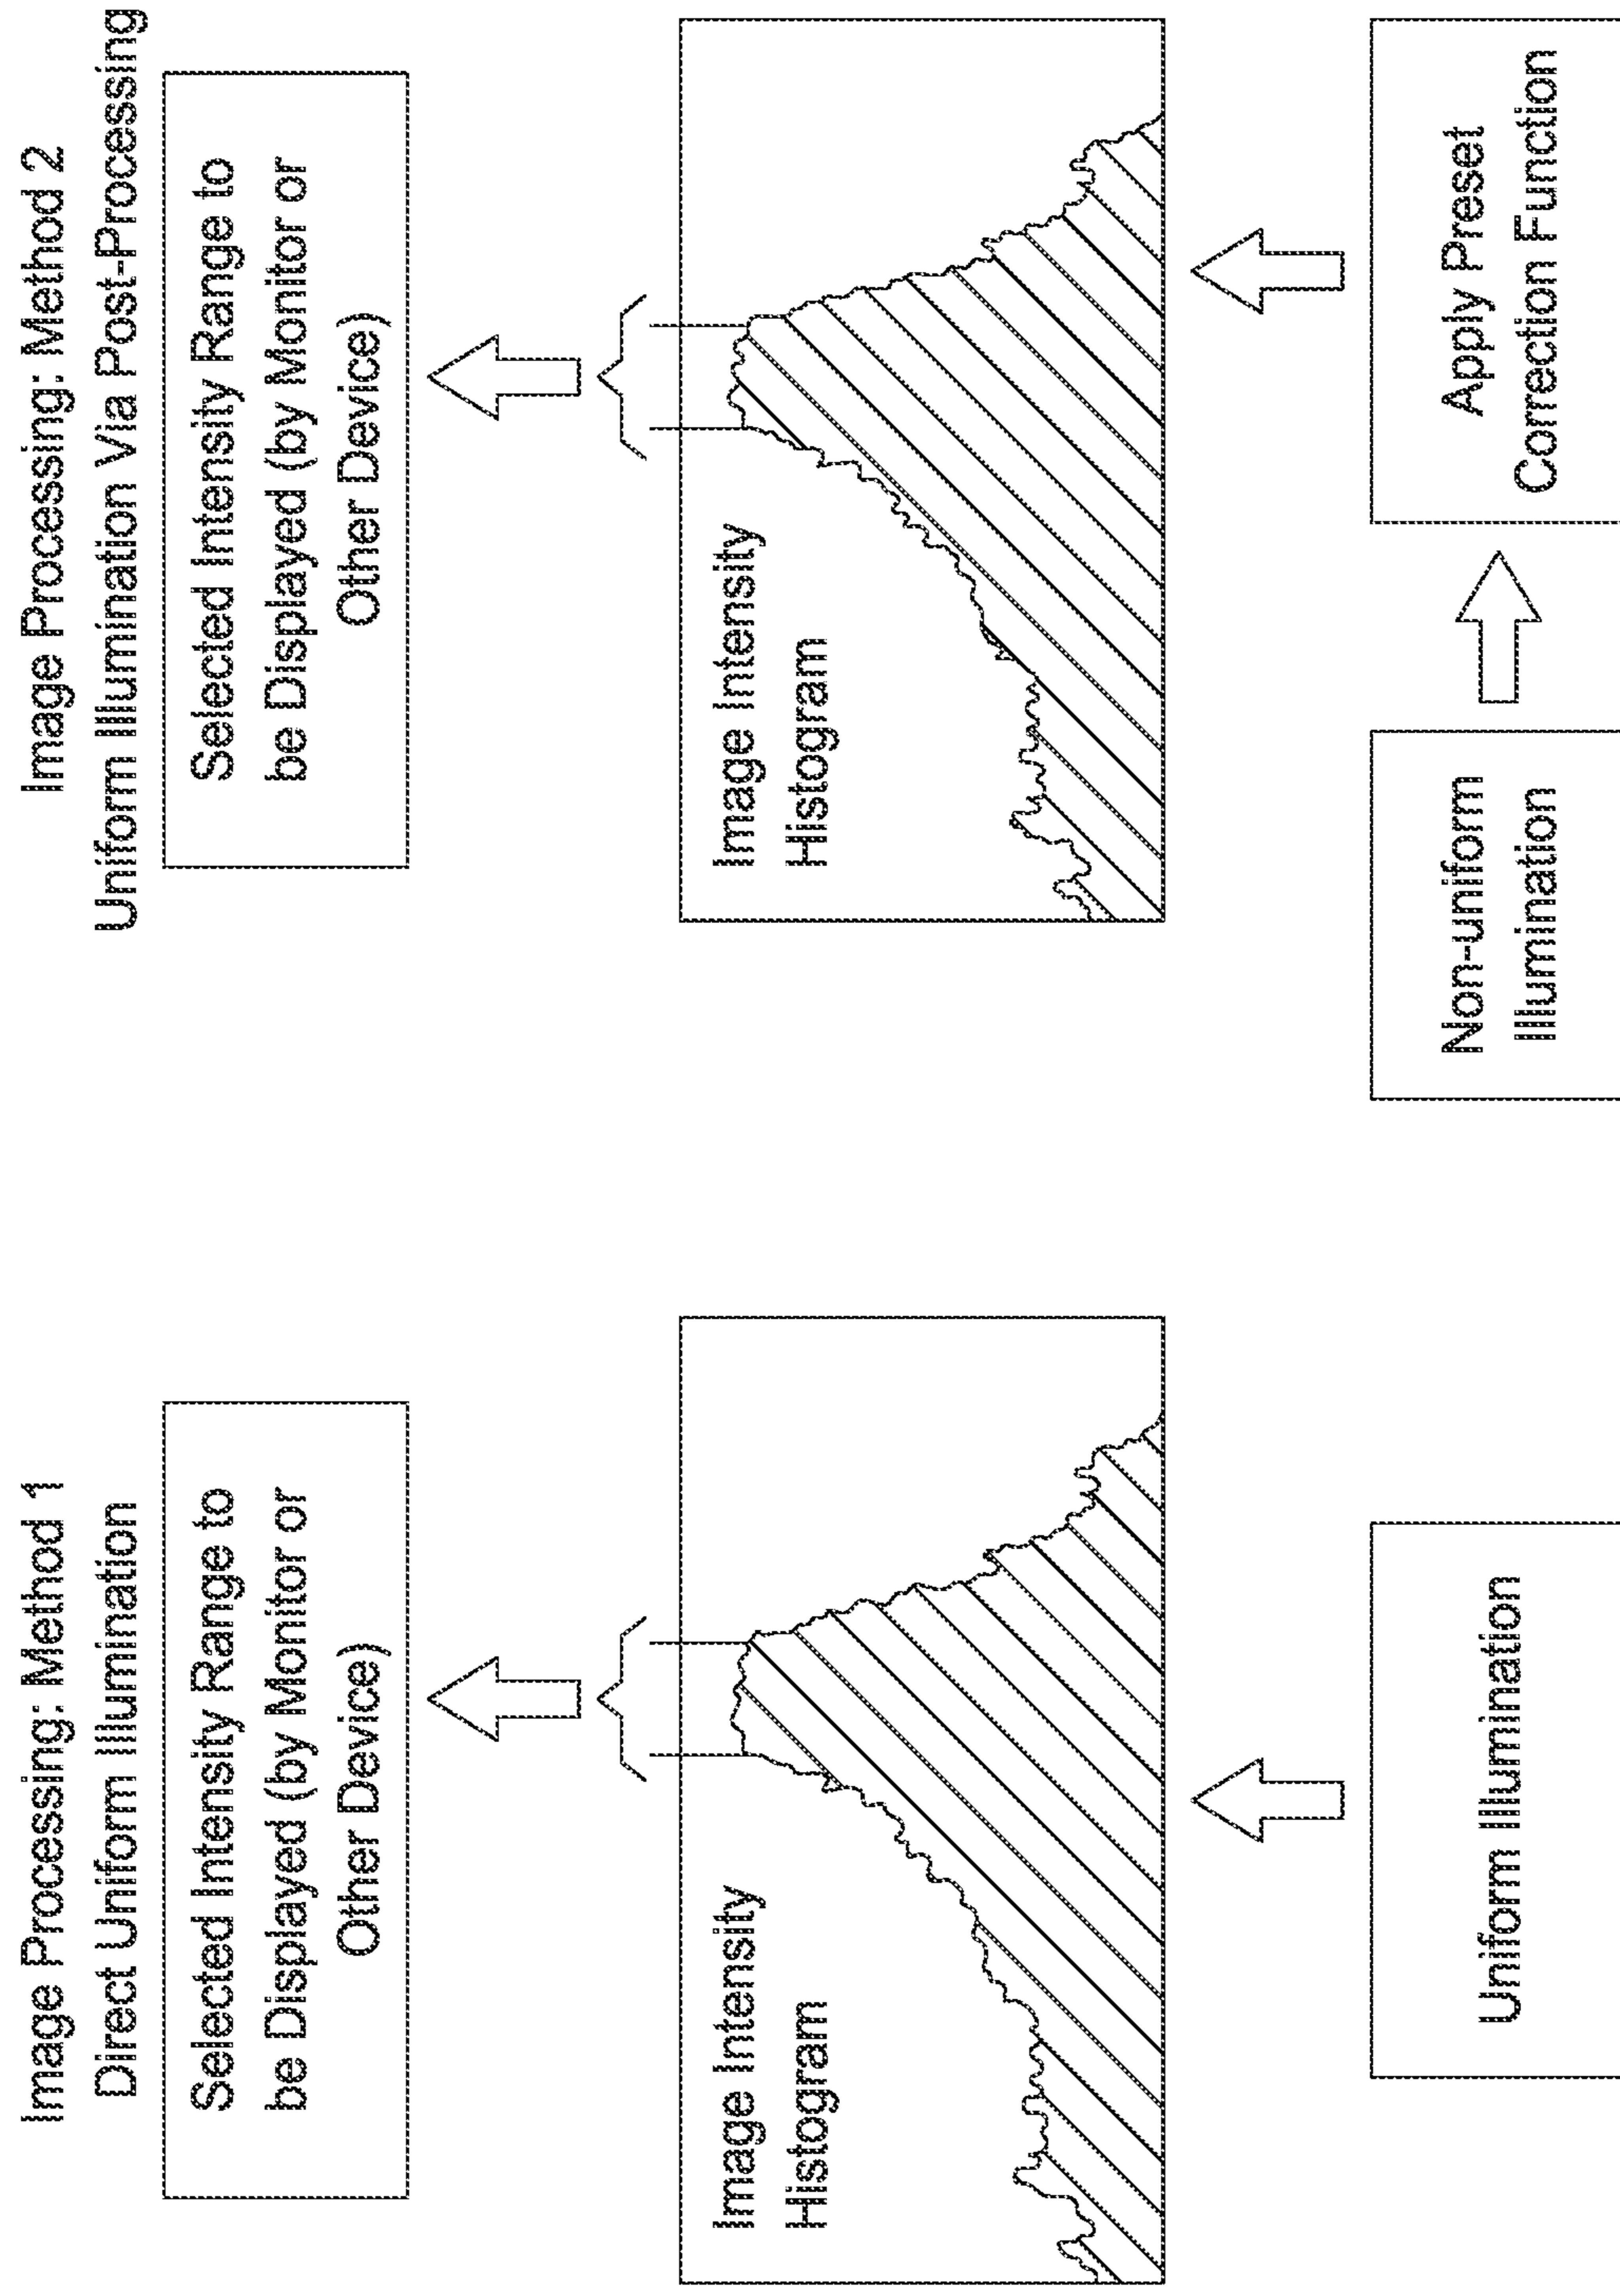 Image Processing: Method 1
Direct Uniform Illumination
Selected Intensity Range to
be Displayed (by Monitor or
Other Device)
Image Intensity
Histogram
Uniform Illumination
Image Processing: Method 2
Uniform Illumination Via Post-Processing
Selected Intensity Range to
be Displayed (by Monitor or
Other Device)
Image Intensity
Histogram
Non-uniform
Illumination
Apply Preset
Correction Function